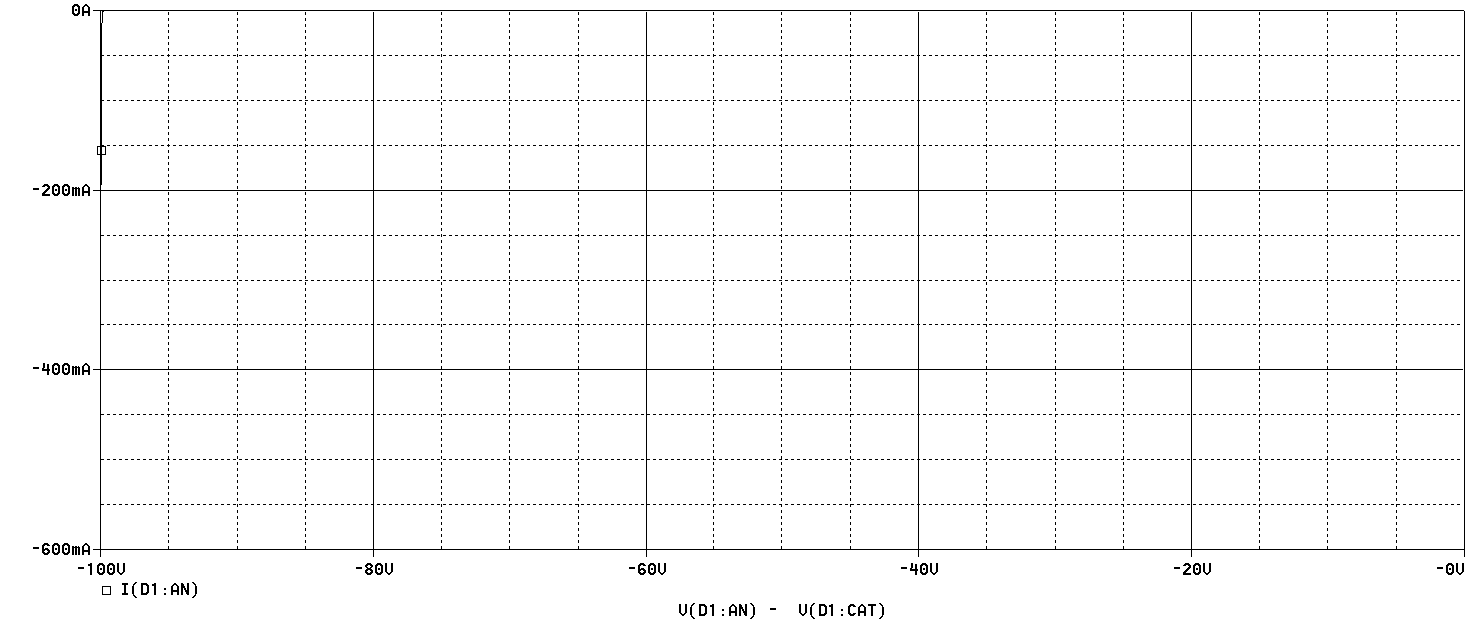 0A
-200mA
-400mA
-600mA
-100V -80V -60V -40V -20V -0V
I(D1:AN)
V(D1:AN) - V(D1:CAT)